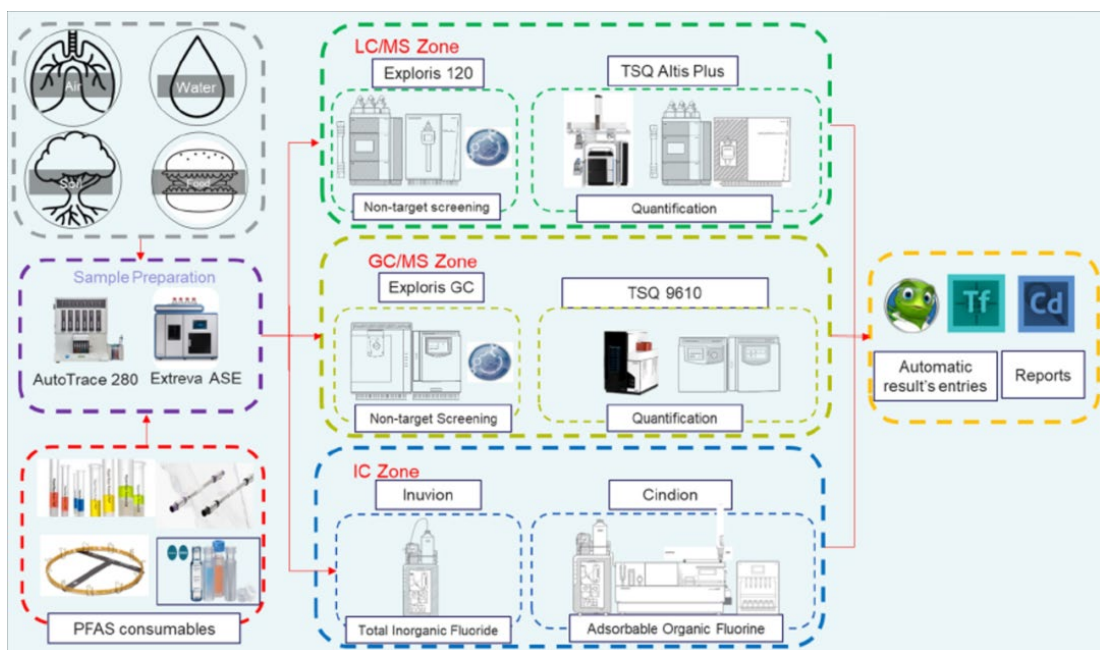 Air
Water
Soil
Food
Sample Preparation
AutoTrace 280
Extreva ASE
PFAS consumables
LC/MS Zone
Exploris 120
TSQ Altis Plus
Non-target screening
Quantification
GC/MS Zone
Exploris GC
TSQ 9610
Non-target Screening
Quantification
IC Zone
Inuvion
Cindion
Total Inorganic Fluoride
Adsorbable Organic Fluorine
Tf
Cd
Automatic
result's entries
Reports